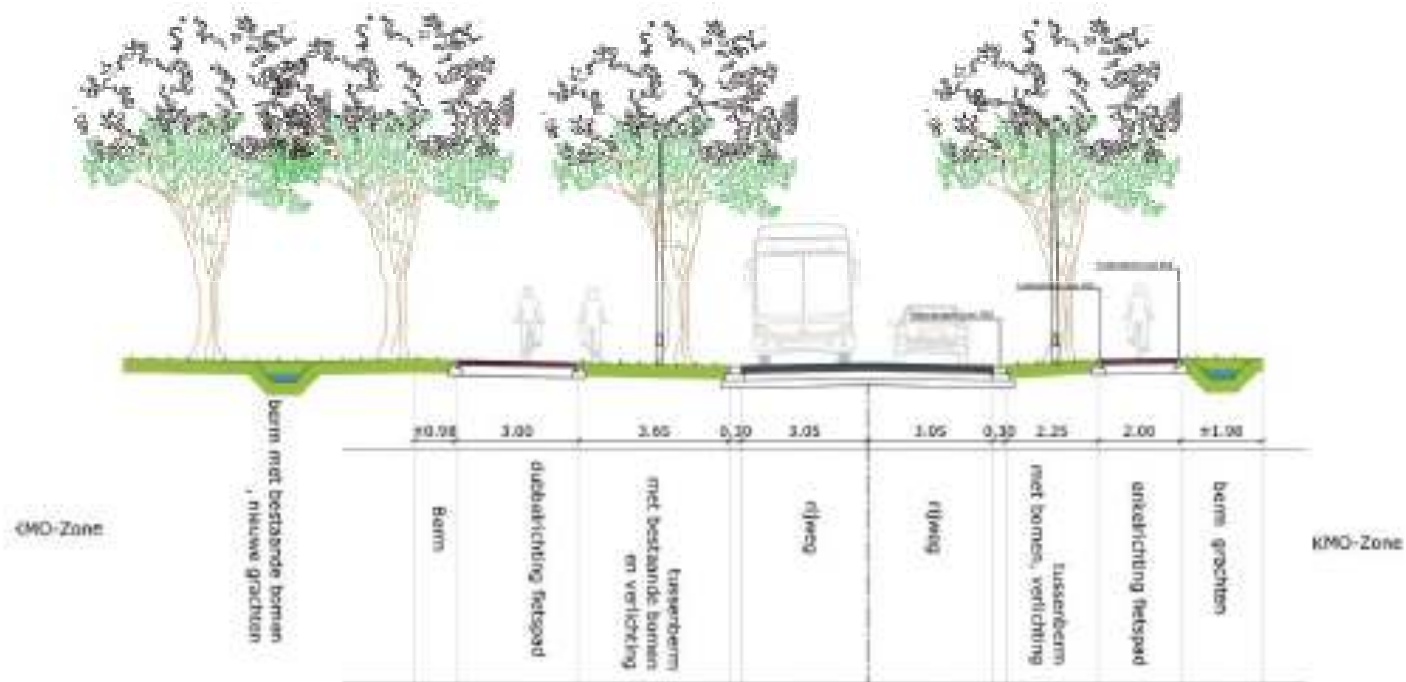 ±0.98
3.00
3.65
0,30
3.05
3.05
0,30
2.25
2.00
±1.98
berm met bestaande bomen
, nieuwe grachten
Berm
dubbelrichting fietspad
tussenberm
met bestaande bomen
en verlichting
rijweg
rijweg
tussenberm
met bomen, verlichting
enkelrichting fietspad
berm grachten
KMO-Zone
KMO-Zone